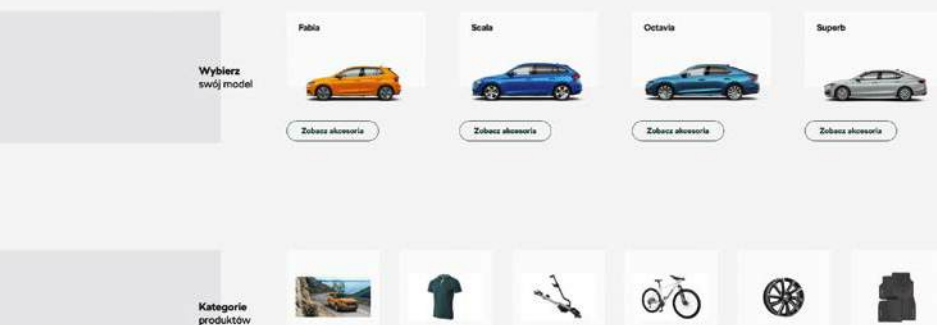 Fabia
Scala
Octavia
Superb
Wybierz
swój model
Zobacz akcesoria
Zobacz akcesoria
Zobacz akcesoria
Zobacz akcesoria
Kategorie
produktów